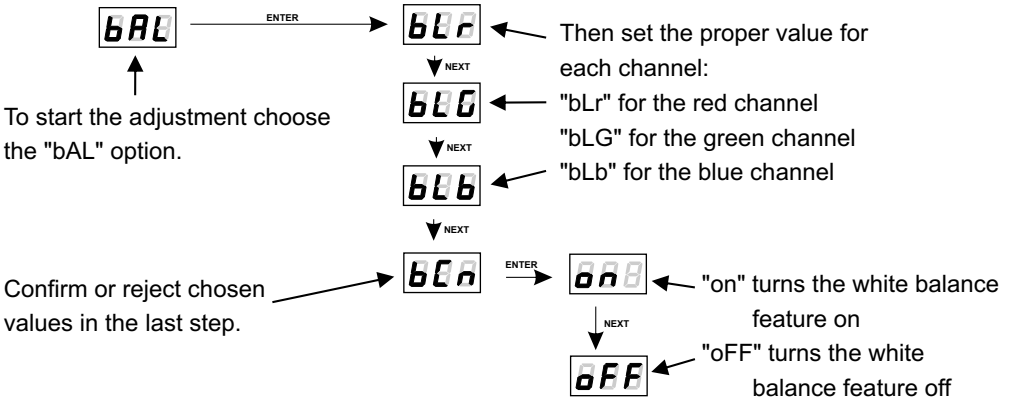 bAL
ENTER
bLr
Then set the proper value for
each channel:
NEXT
To start the adjustment choose
the "bAL" option.
bLG
"bLr" for the red channel
"bLG" for the green channel
NEXT
bLb
"bLb" for the blue channel
NEXT
Confirm or reject chosen
values in the last step.
bCn
ENTER
on
"on" turns the white balance
feature on
NEXT
oFF
"oFF" turns the white
balance feature off